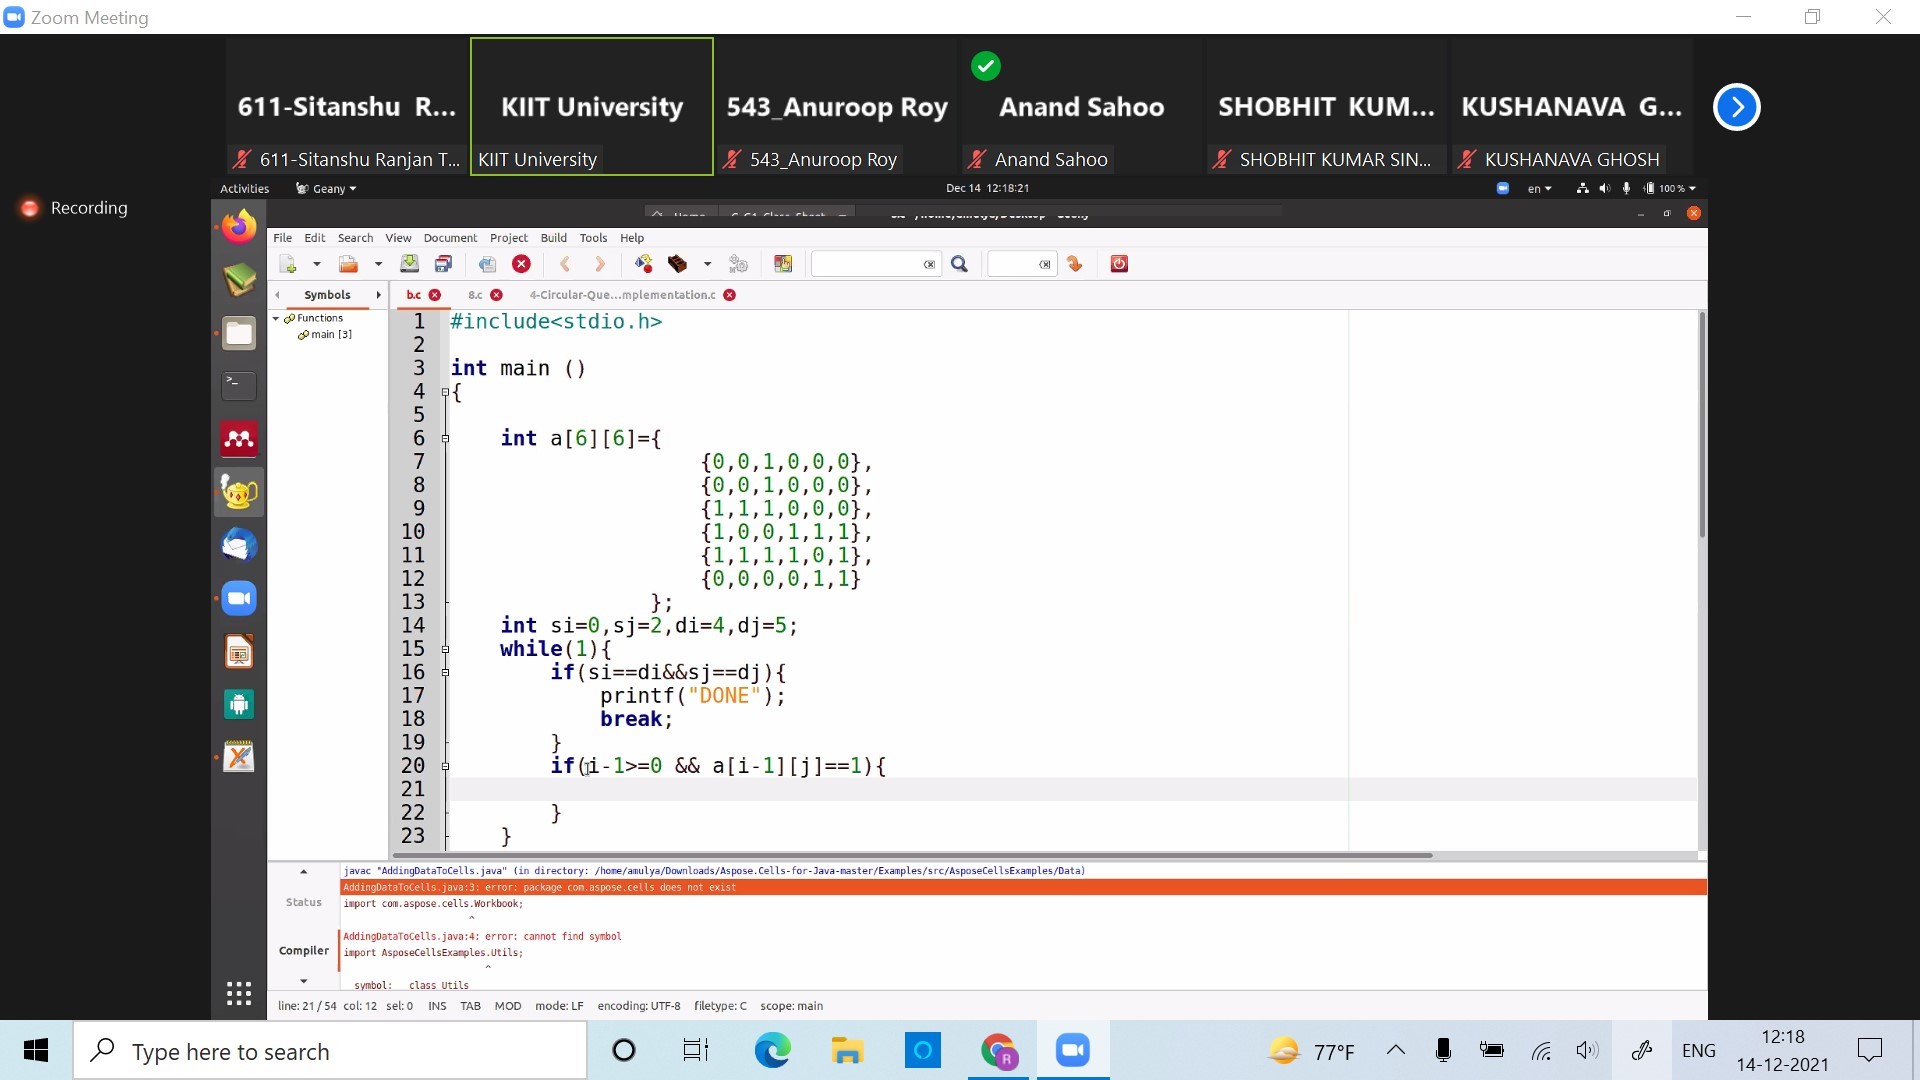 Zoom Meeting
611-Sitanshu R...
KIIT University
543_Anuroop Roy
Anand Sahoo
SHOBHIT KUM...
KUSHANAVA G...
611-Sitanshu Ranjan T...
KIIT University
543_Anuroop Roy
Anand Sahoo
SHOBHIT KUMAR SIN...
KUSHANAVA GHOSH
Recording
Activities
Geany
Dec 14 12:18:21
en
100 %
File Edit Search View Document Project Build Tools Help
Symbols
b.c
8.c
4-Circular-Que...mplementation.c
Functions
main [3]
1 #include<stdio.h>
2
3 int main ()
4 {
5
6 int a[6][6]={
7 {0,0,1,0,0,0},
8 {0,0,1,0,0,0},
9 {1,1,1,0,0,0},
10 {1,0,0,1,1,1},
11 {1,1,1,1,0,1},
12 {0,0,0,0,1,1}
13 };
14 int si=0,sj=2,di=4,dj=5;
15 while(1){
16 if(si==di&&sj==dj){
17 printf("DONE");
18 break;
19 }
20 if(i-1>=0 && a[i-1][j]==1){
21
22 }
23 }
Status
Compiler
javac "AddingDataToCells.java" (in directory: /home/amulya/Downloads/Aspose.Cells-for-Java-master/Examples/src/AsposeCellsExamples/Data)
AddingDataToCells.java:3: error: package com.aspose.cells does not exist
import com.aspose.cells.Workbook;
^
AddingDataToCells.java:4: error: cannot find symbol
import AsposeCellsExamples.Utils;
^
symbol: class Utils
line: 21 / 54 col: 12 sel: 0 INS TAB MOD mode: LF encoding: UTF-8 filetype: C scope: main
Type here to search
R
77°F
ENG
12:18
14-12-2021